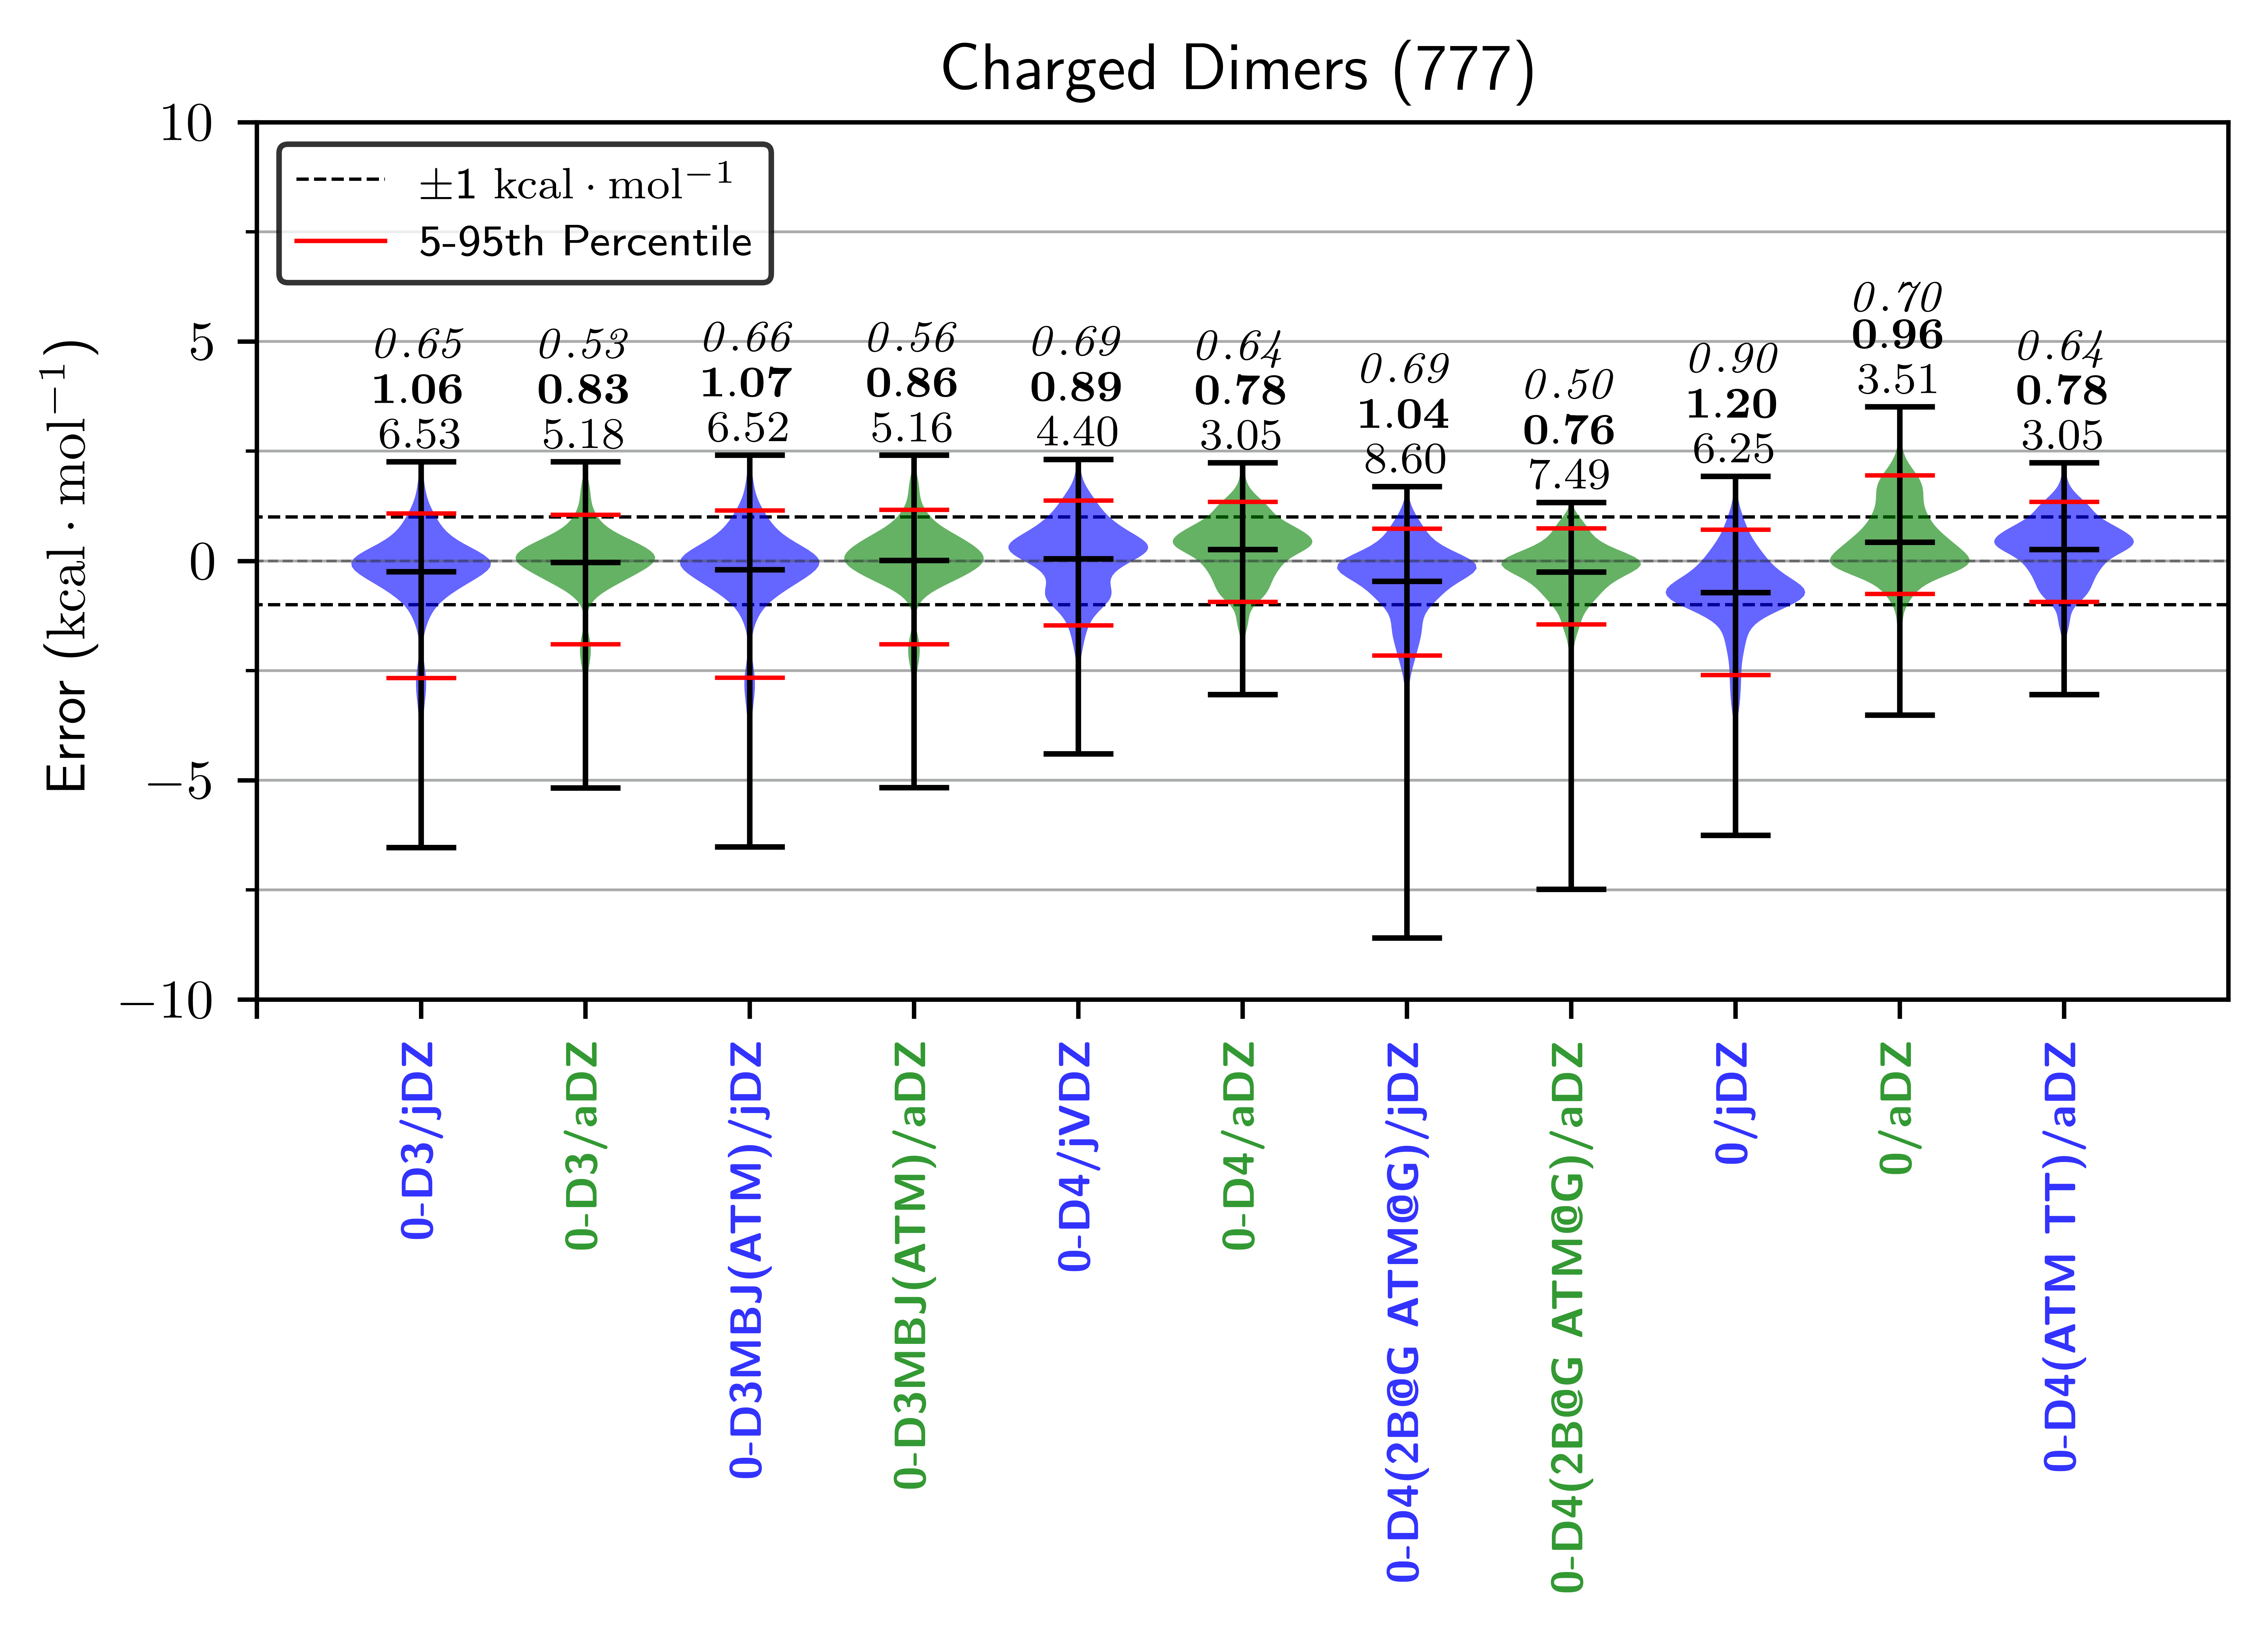 Charged Dimers (777)
10
5
0
−5
−10
Error (kcal · mol⁻¹)
±1 kcal · mol⁻¹
5-95th Percentile
0.65
1.06
6.53
0.53
0.83
5.18
0.66
1.07
6.52
0.56
0.86
5.16
0.69
0.89
4.40
0.64
0.78
3.05
0.69
1.04
8.60
0.50
0.76
7.49
0.90
1.20
6.25
0.70
0.96
3.51
0.64
0.78
3.05
0-D3/jDZ
0-D3/aDZ
0-D3MBJ(ATM)/jDZ
0-D3MBJ(ATM)/aDZ
0-D4/jVDZ
0-D4/aDZ
0-D4(2B@G ATM@G)/jDZ
0-D4(2B@G ATM@G)/aDZ
0/jDZ
0/aDZ
0-D4(ATM TT)/aDZ